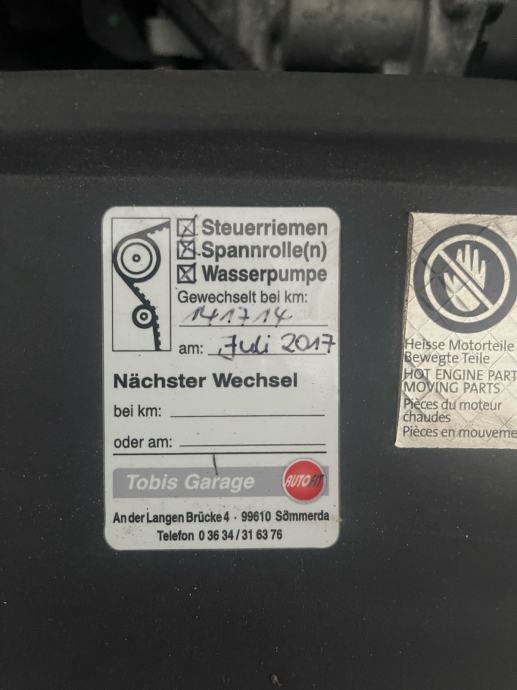 Steuerriemen
Spannrolle(n)
Wasserpumpe
Gewechselt bei km:
141714
am: Juli 2017
Nächster Wechsel
bei km:
oder am:
Tobis Garage AUTOFIT
An der Langen Brücke 4 · 99610 Sömmerda
Telefon 0 36 34 / 31 63 76
Heisse Motorteile
Bewegte Teile
HOT ENGINE PART
MOVING PARTS
Pièces du moteur
chaudes
Pièces en mouveme